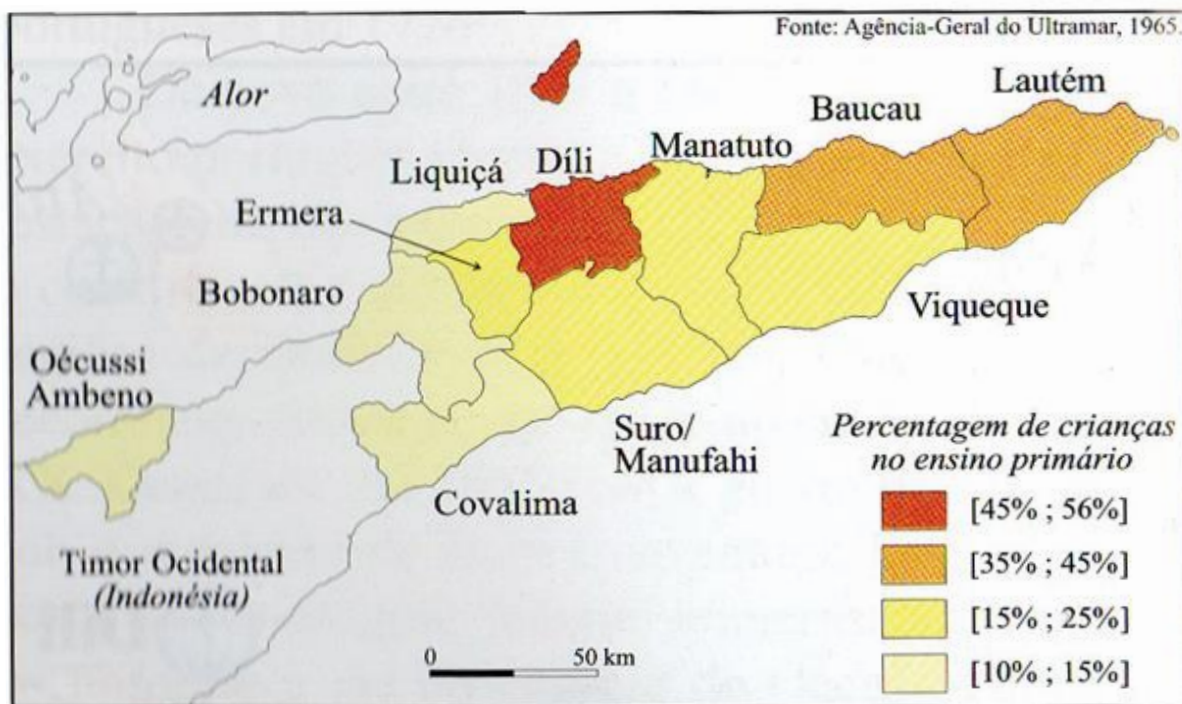 Fonte: Agência-Geral do Ultramar, 1965.
Alor
Lautém
Baucau
Manatuto
Díli
Liquiçá
Ermera
Bobonaro
Viqueque
Oécussi
Ambeno
Suro/
Manufahi
Covalima
Timor Ocidental
(Indonésia)
0 50 km
Percentagem de crianças
no ensino primário
[45% ; 56%]
[35% ; 45%]
[15% ; 25%]
[10% ; 15%]